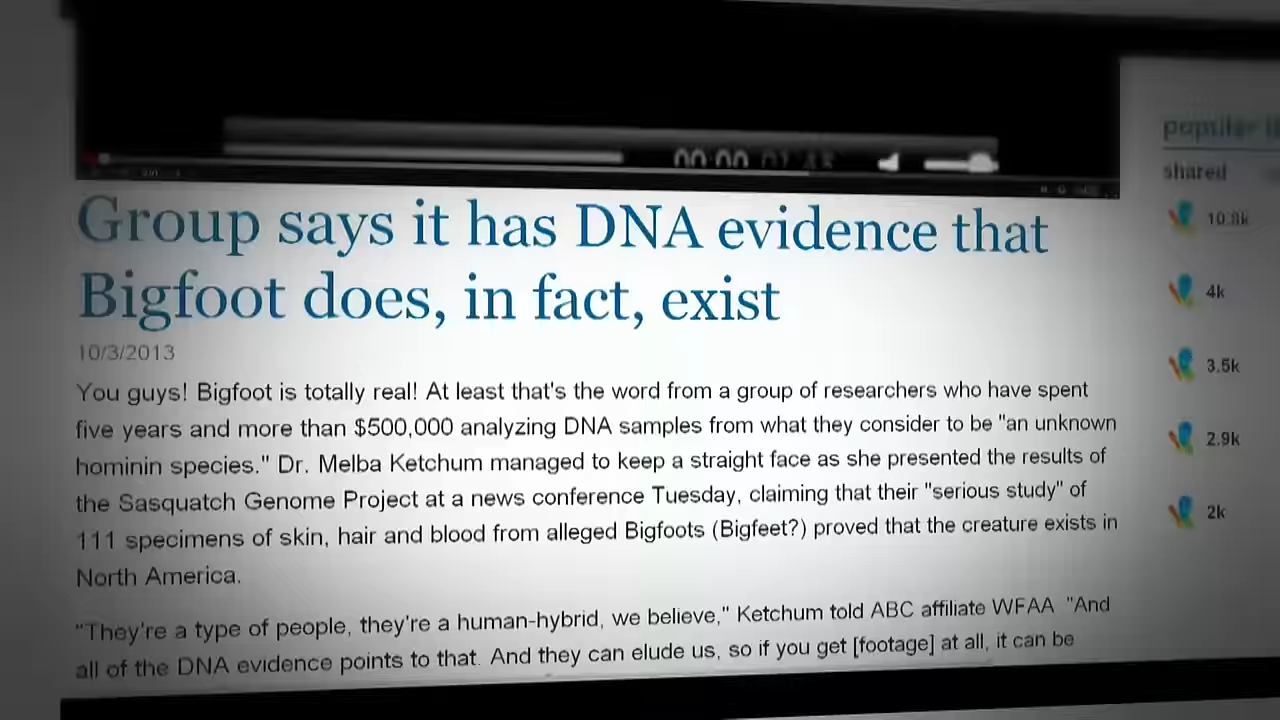 00:00
popular
shared
Group says it has DNA evidence that
Bigfoot does, in fact, exist
10/3/2013
You guys! Bigfoot is totally real! At least that's the word from a group of researchers who have spent
five years and more than $500,000 analyzing DNA samples from what they consider to be "an unknown
hominin species." Dr. Melba Ketchum managed to keep a straight face as she presented the results of
the Sasquatch Genome Project at a news conference Tuesday, claiming that their "serious study" of
111 specimens of skin, hair and blood from alleged Bigfoots (Bigfeet?) proved that the creature exists in
North America.
"They're a type of people, they're a human-hybrid, we believe," Ketchum told ABC affiliate WFAA "And
all of the DNA evidence points to that. And they can elude us, so if you get [footage] at all, it can be
10.8k
4k
3.5k
2.9k
2k